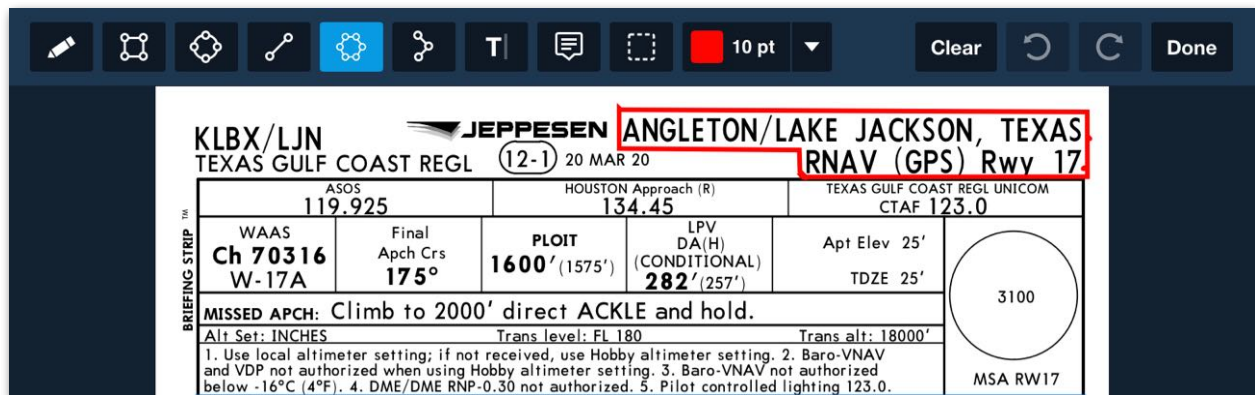 T
10 pt
Clear
Done
KLBX/LJN
TEXAS GULF COAST REGL
JEPPESEN
12-1 20 MAR 20
ANGLETON/LAKE JACKSON, TEXAS
RNAV (GPS) Rwy 17
BRIEFING STRIP TM
ASOS
119.925
HOUSTON Approach (R)
134.45
TEXAS GULF COAST REGL UNICOM
CTAF 123.0
WAAS
Ch 70316
W-17A
Final
Apch Crs
175°
PLOIT
1600'(1575')
LPV
DA(H)
(CONDITIONAL)
282'(257')
Apt Elev 25'
TDZE 25'
3100
MSA RW17
MISSED APCH: Climb to 2000' direct ACKLE and hold.
Alt Set: INCHES Trans level: FL 180 Trans alt: 18000'
1. Use local altimeter setting; if not received, use Hobby altimeter setting. 2. Baro-VNAV
and VDP not authorized when using Hobby altimeter setting. 3. Baro-VNAV not authorized
below -16°C (4°F). 4. DME/DME RNP-0.30 not authorized. 5. Pilot controlled lighting 123.0.